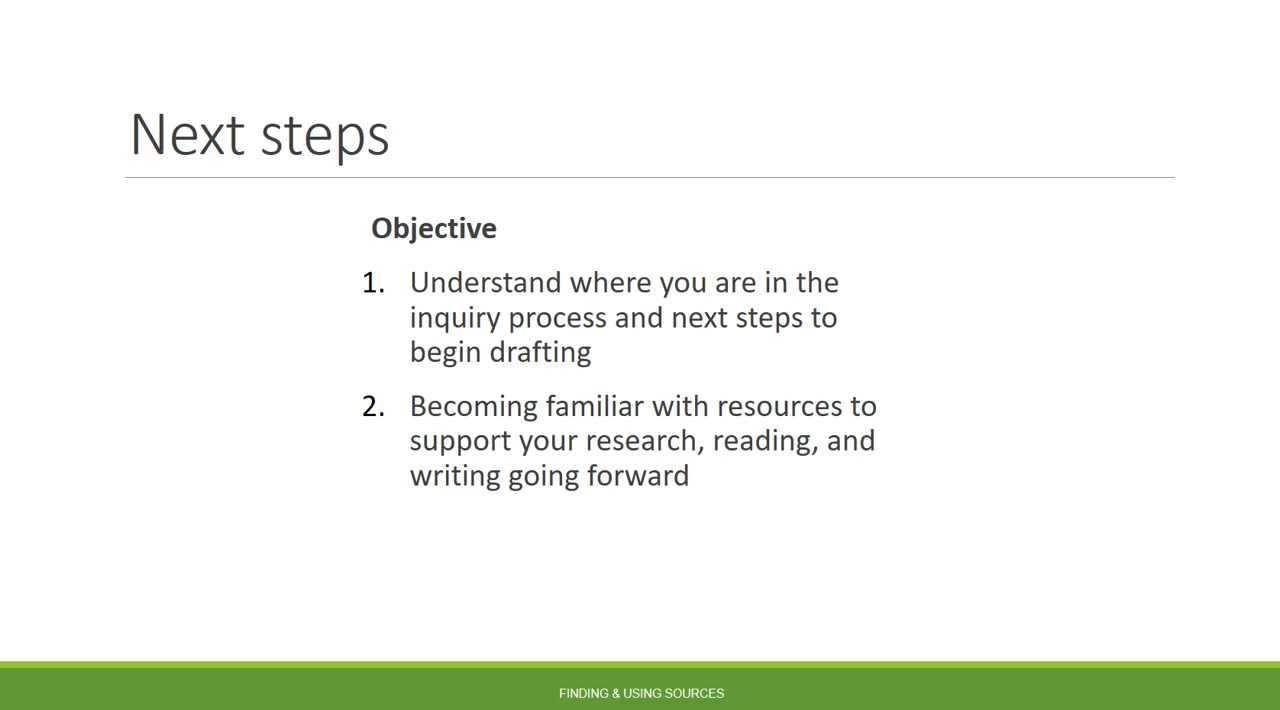 Next steps
Objective
1. Understand where you are in the
inquiry process and next steps to
begin drafting
2. Becoming familiar with resources to
support your research, reading, and
writing going forward
FINDING & USING SOURCES